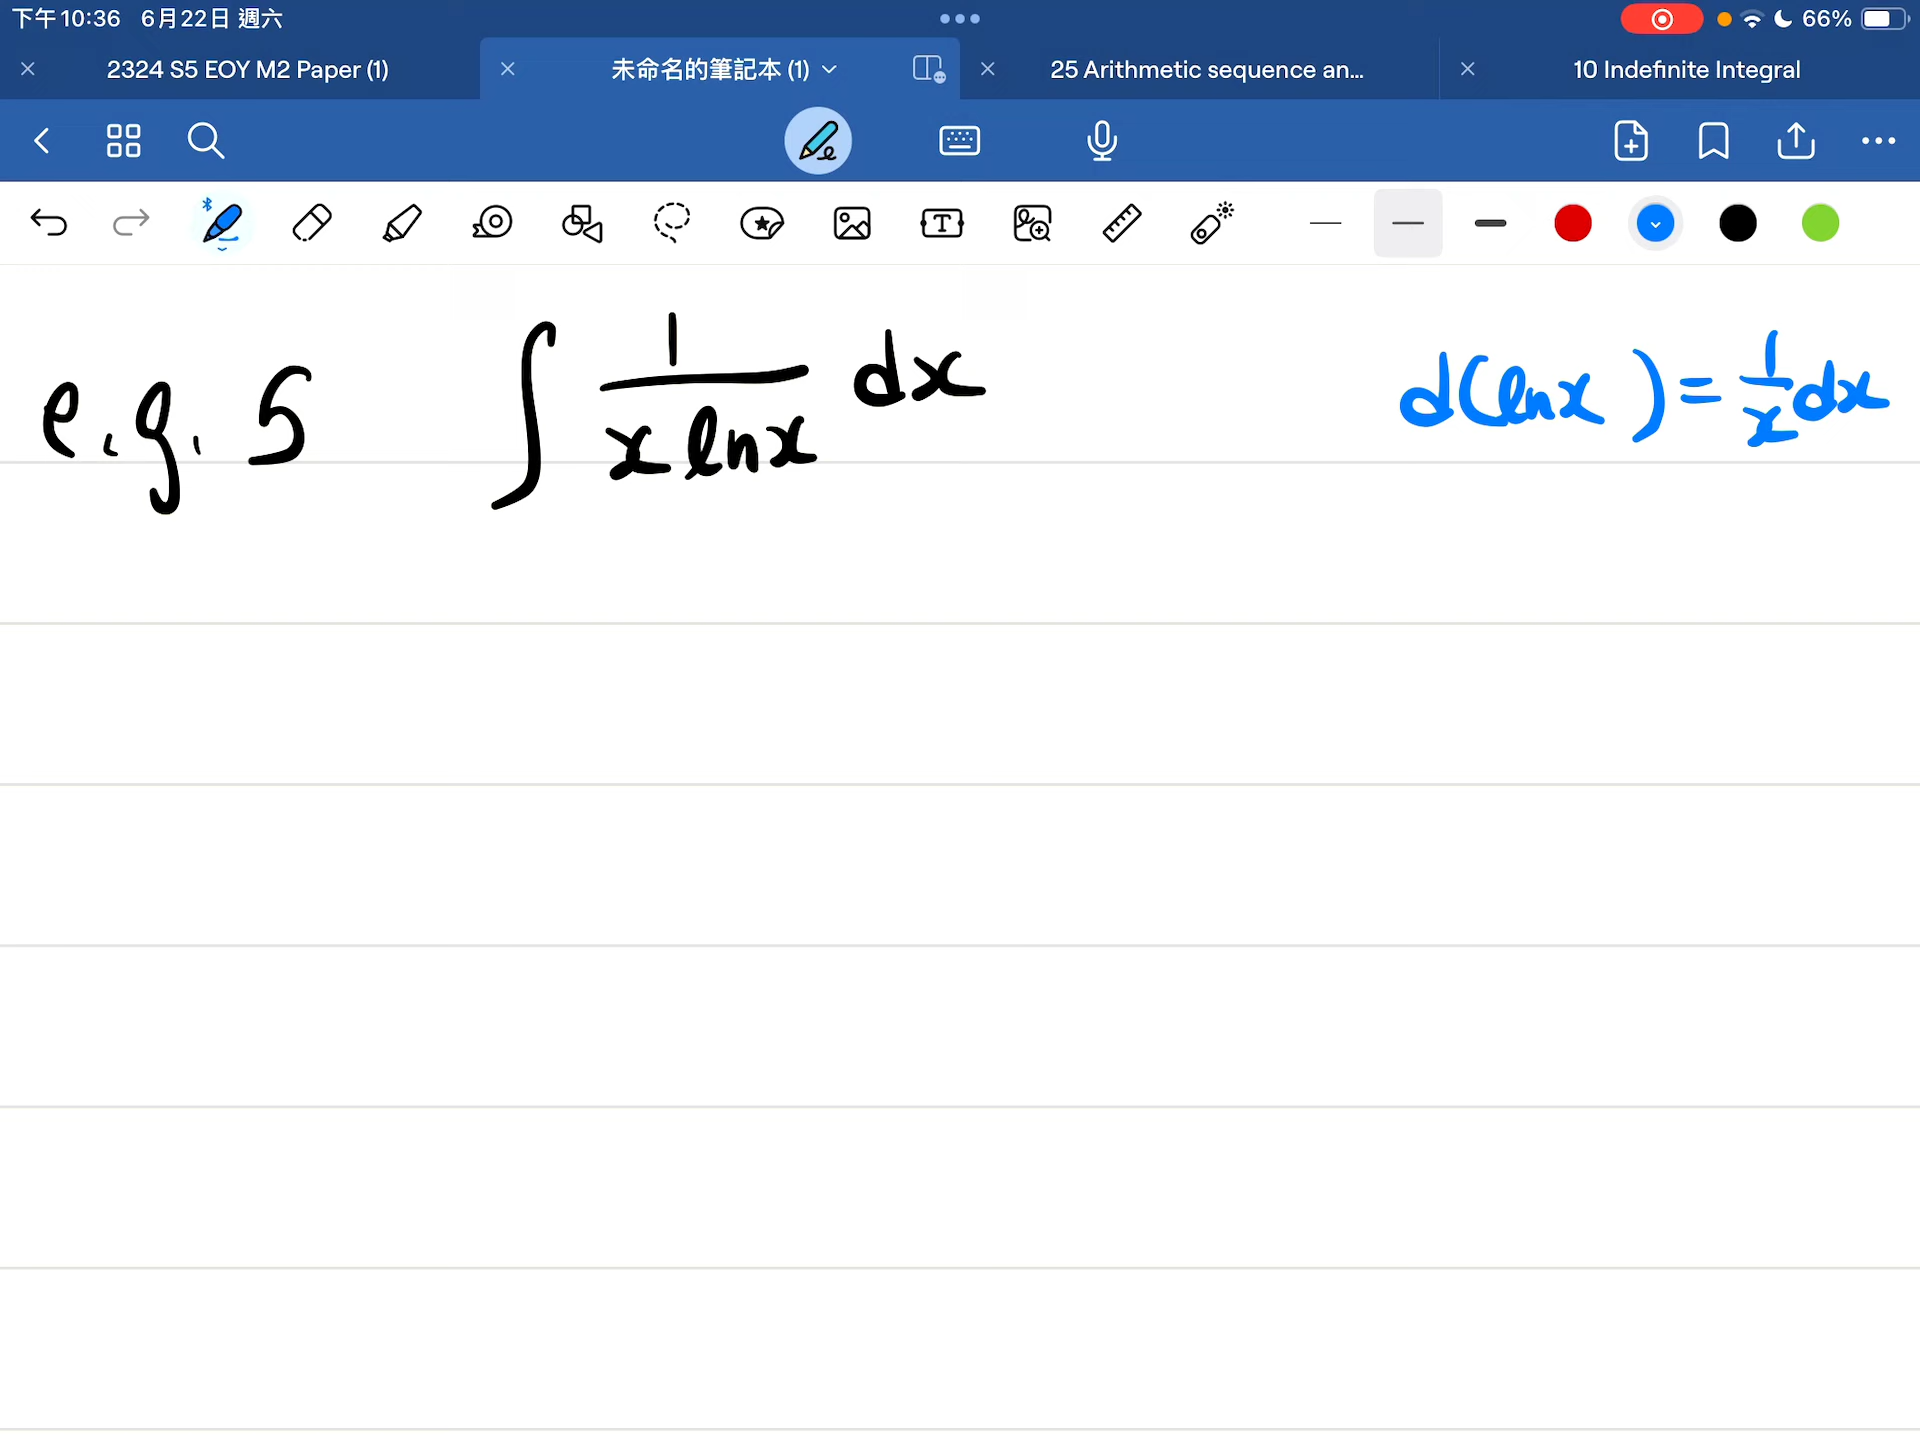 下午10:36 6月22日 週六 66%
2324 S5 EOY M2 Paper (1) 未命名的筆記本 (1) 25 Arithmetic sequence an... 10 Indefinite Integral
e.g. 5 ∫ 1/(x lnx) dx d(lnx) = 1/x dx